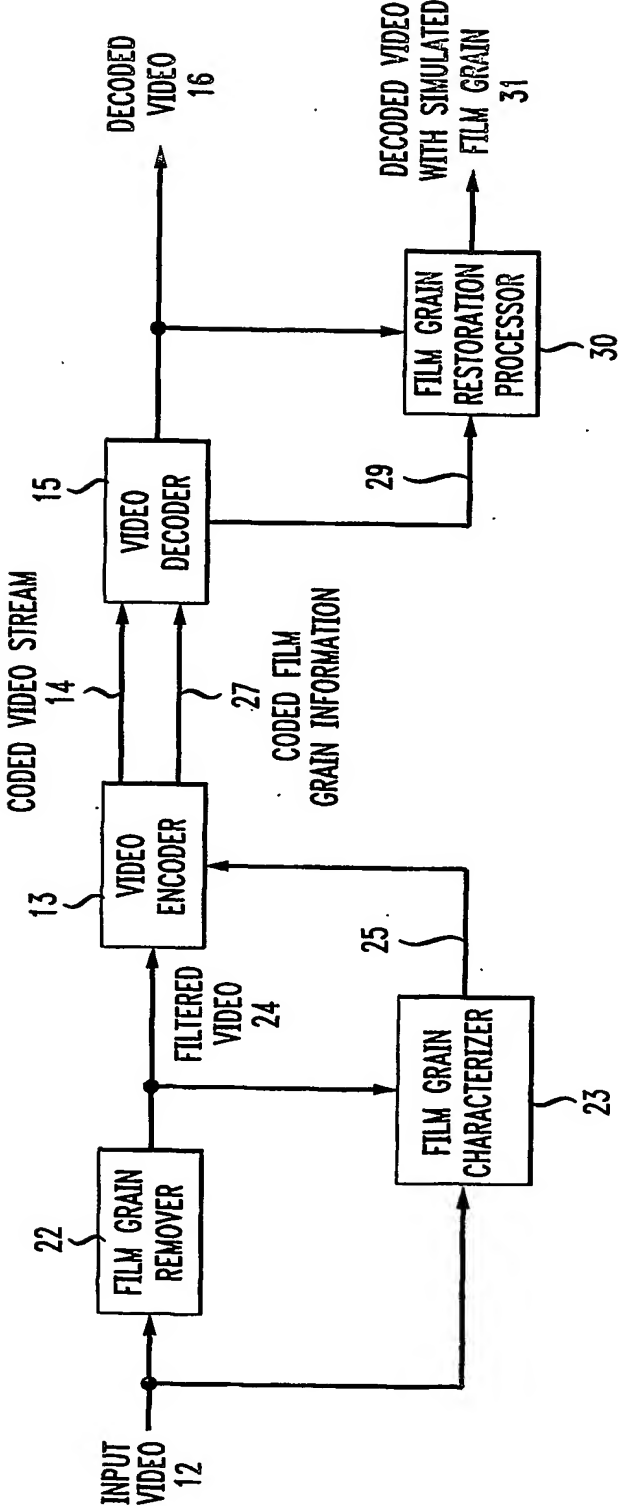 INPUT
VIDEO
12
22
FILM GRAIN
REMOVER
FILTERED
VIDEO
24
FILM GRAIN
CHARACTERIZER
23
25
13
VIDEO
ENCODER
CODED VIDEO STREAM
14
27
CODED FILM
GRAIN INFORMATION
15
VIDEO
DECODER
29
DECODED
VIDEO
16
FILM GRAIN
RESTORATION
PROCESSOR
30
DECODED VIDEO
WITH SIMULATED
FILM GRAIN
31